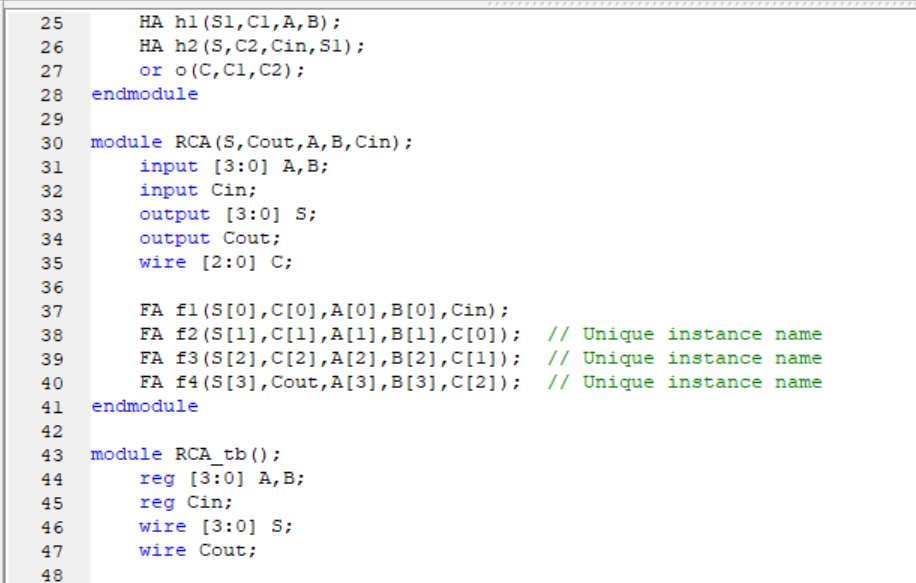 25 HA h1(S1,C1,A,B);
26 HA h2(S,C2,Cin,S1);
27 or o(C,C1,C2);
28 endmodule
29
30 module RCA(S,Cout,A,B,Cin);
31 input [3:0] A,B;
32 input Cin;
33 output [3:0] S;
34 output Cout;
35 wire [2:0] C;
36
37 FA f1(S[0],C[0],A[0],B[0],Cin);
38 FA f2(S[1],C[1],A[1],B[1],C[0]); // Unique instance name
39 FA f3(S[2],C[2],A[2],B[2],C[1]); // Unique instance name
40 FA f4(S[3],Cout,A[3],B[3],C[2]); // Unique instance name
41 endmodule
42
43 module RCA_tb();
44 reg [3:0] A,B;
45 reg Cin;
46 wire [3:0] S;
47 wire Cout;
48